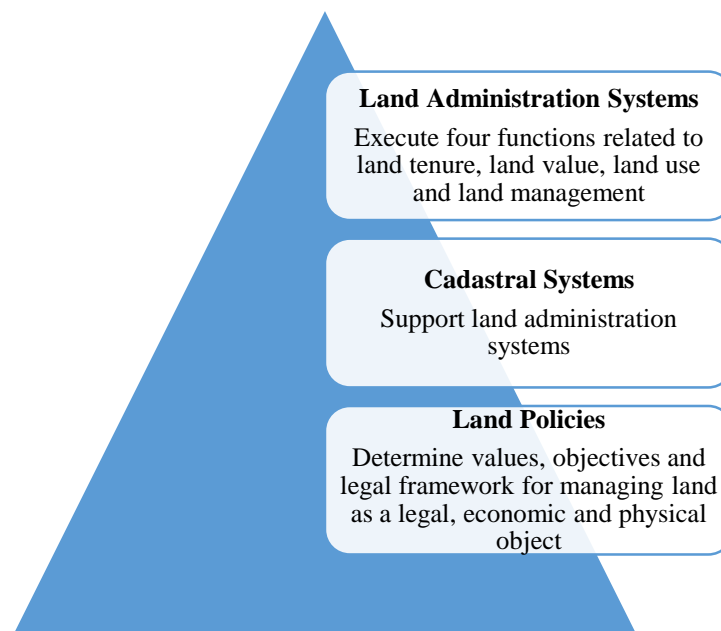 Land Administration Systems
Execute four functions related to
land tenure, land value, land use
and land management
Cadastral Systems
Support land administration
systems
Land Policies
Determine values, objectives and
legal framework for managing land
as a legal, economic and physical
object